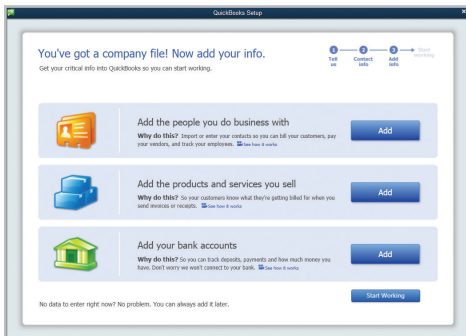 QuickBooks Setup
You've got a company file! Now add your info.
Get your critical info into QuickBooks so you can start working.
1 2 3
Tell us
Contact info
Add info
Start working
Add the people you do business with
Why do this? Import or enter your contacts so you can bill your customers, pay
your vendors, and track your employees. See how it works
Add
Add the products and services you sell
Why do this? So your customers know what they're getting billed for when you
send invoices or receipts. See how it works
Add
Add your bank accounts
Why do this? So you can track deposits, payments and how much money you
have. Don't worry we won't connect to your bank. See how it works
Add
Start Working
No data to enter right now? No problem. You can always add it later.